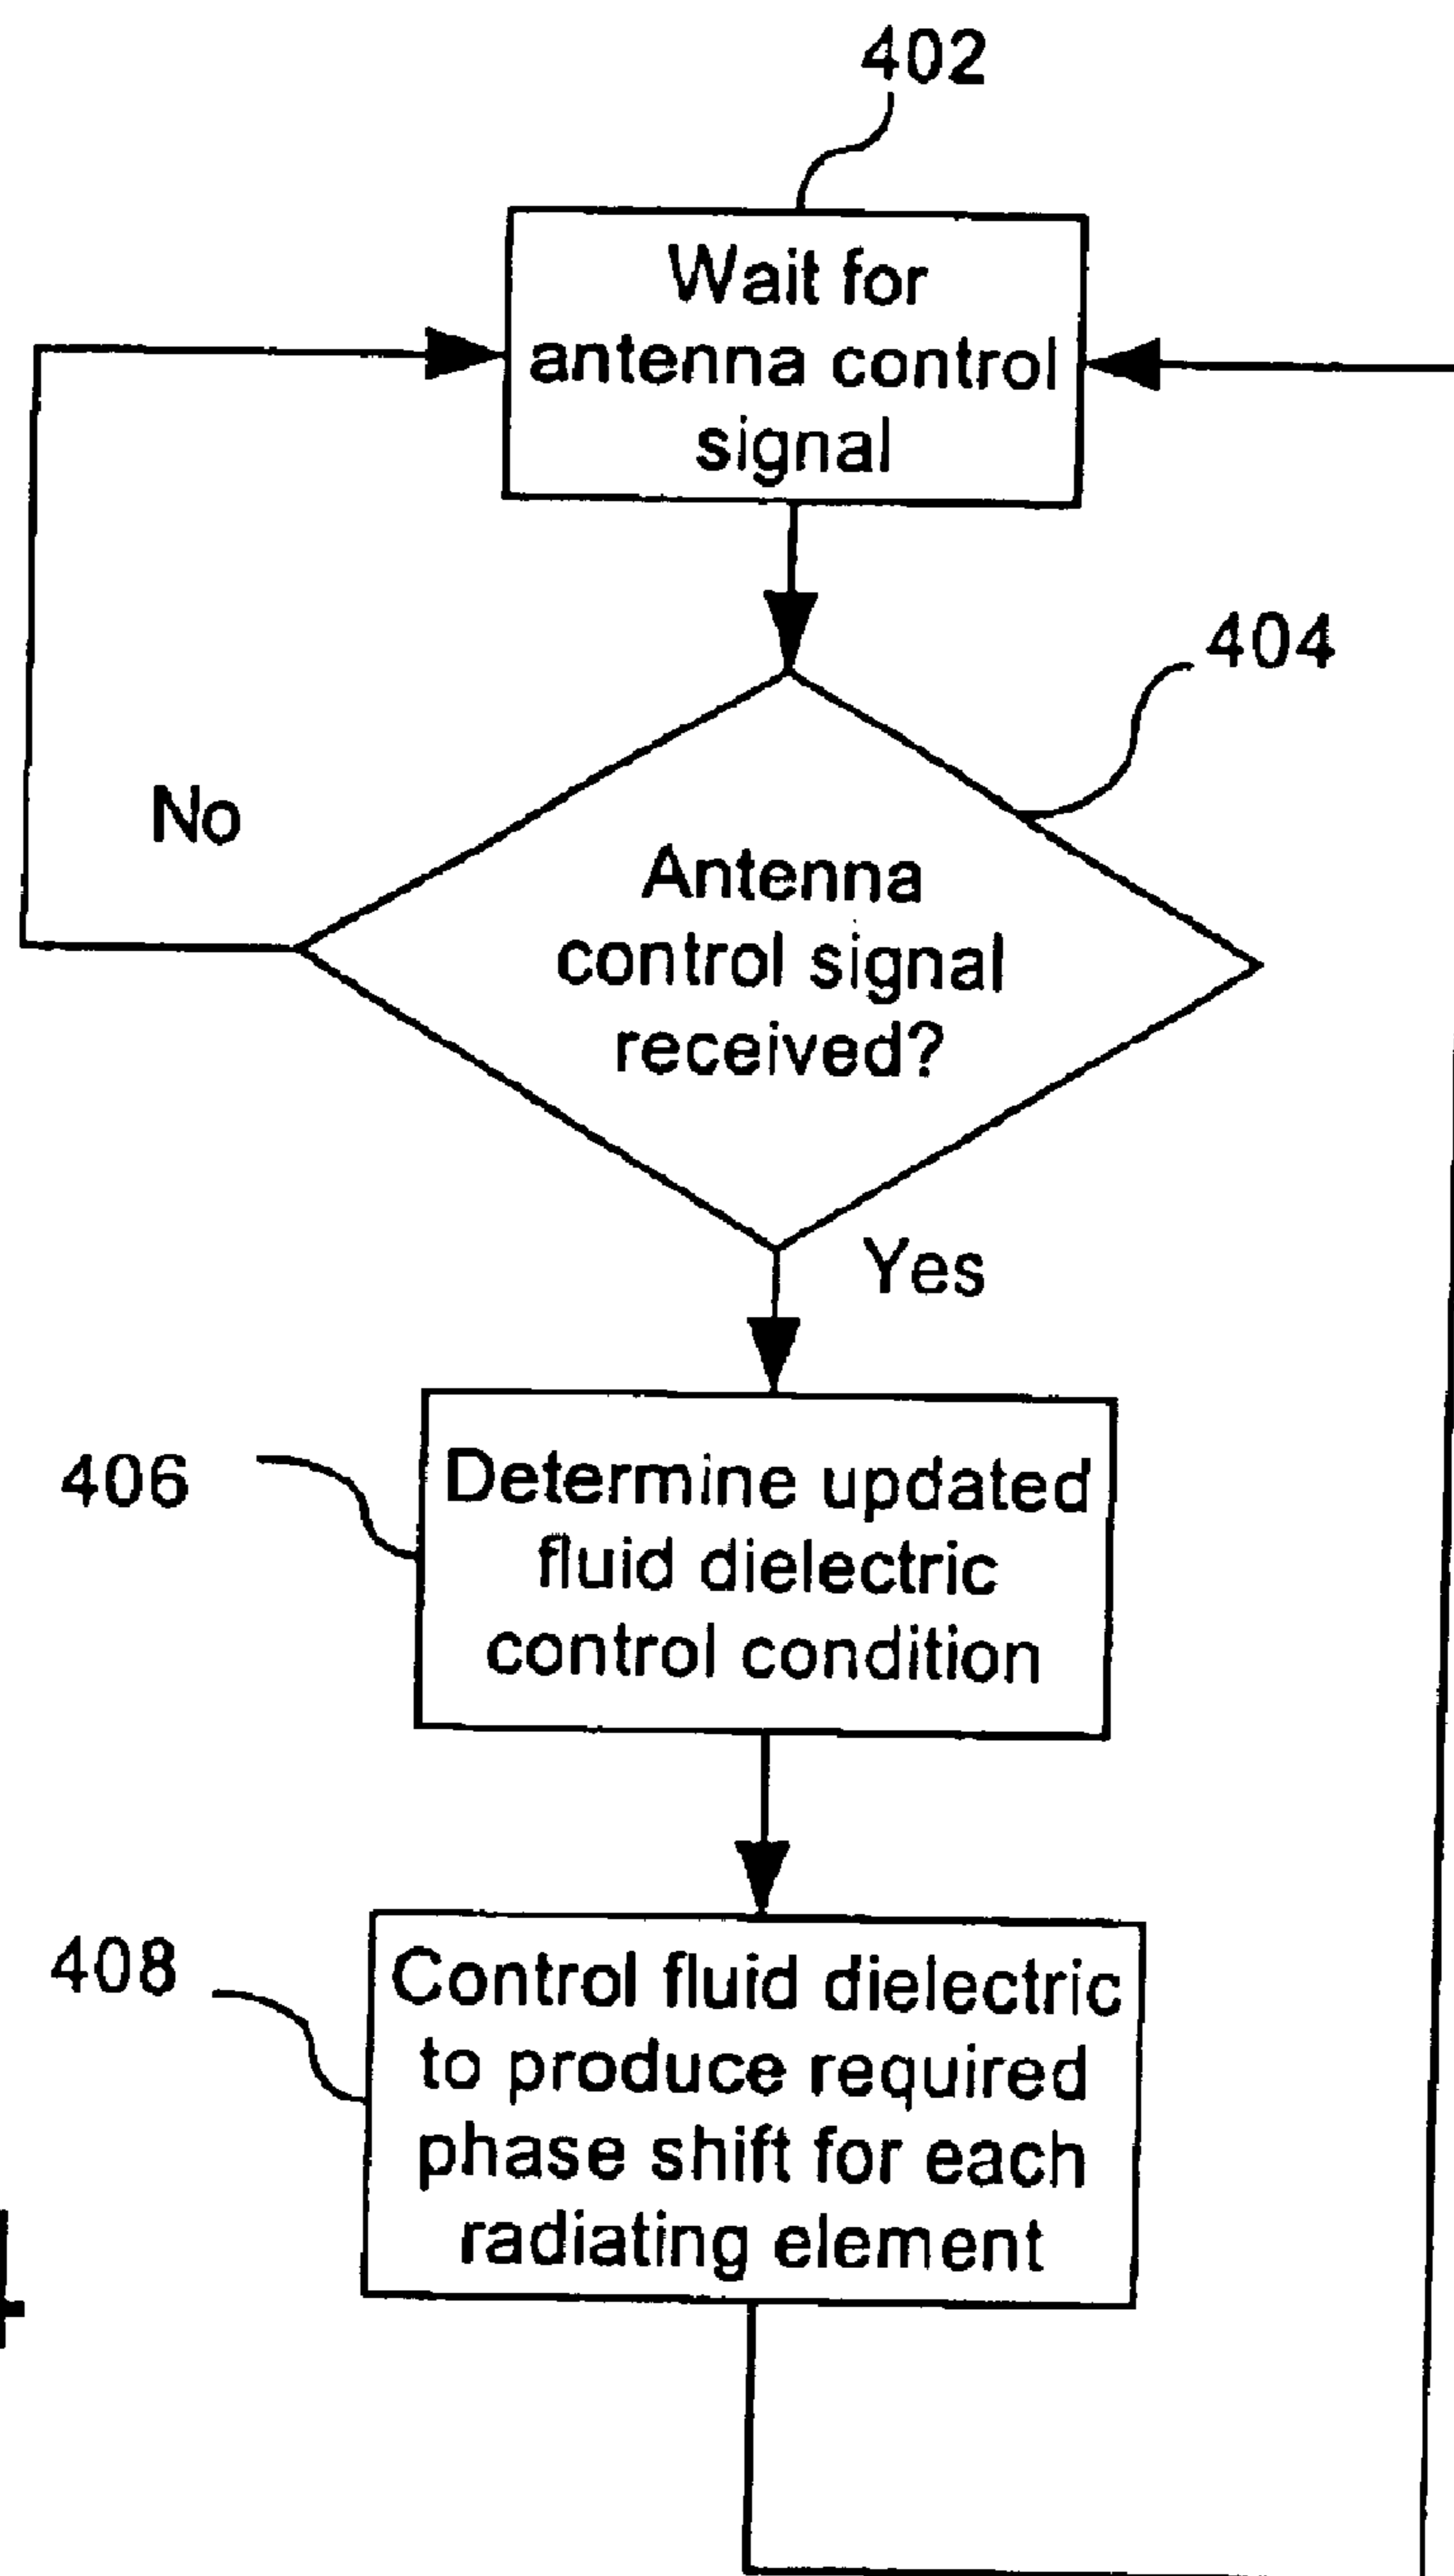 402
Wait for
antenna control
signal
404
No
Antenna
control signal
received?
Yes
406
Determine updated
fluid dielectric
control condition
408
Control fluid dielectric
to produce required
phase shift for each
radiating element